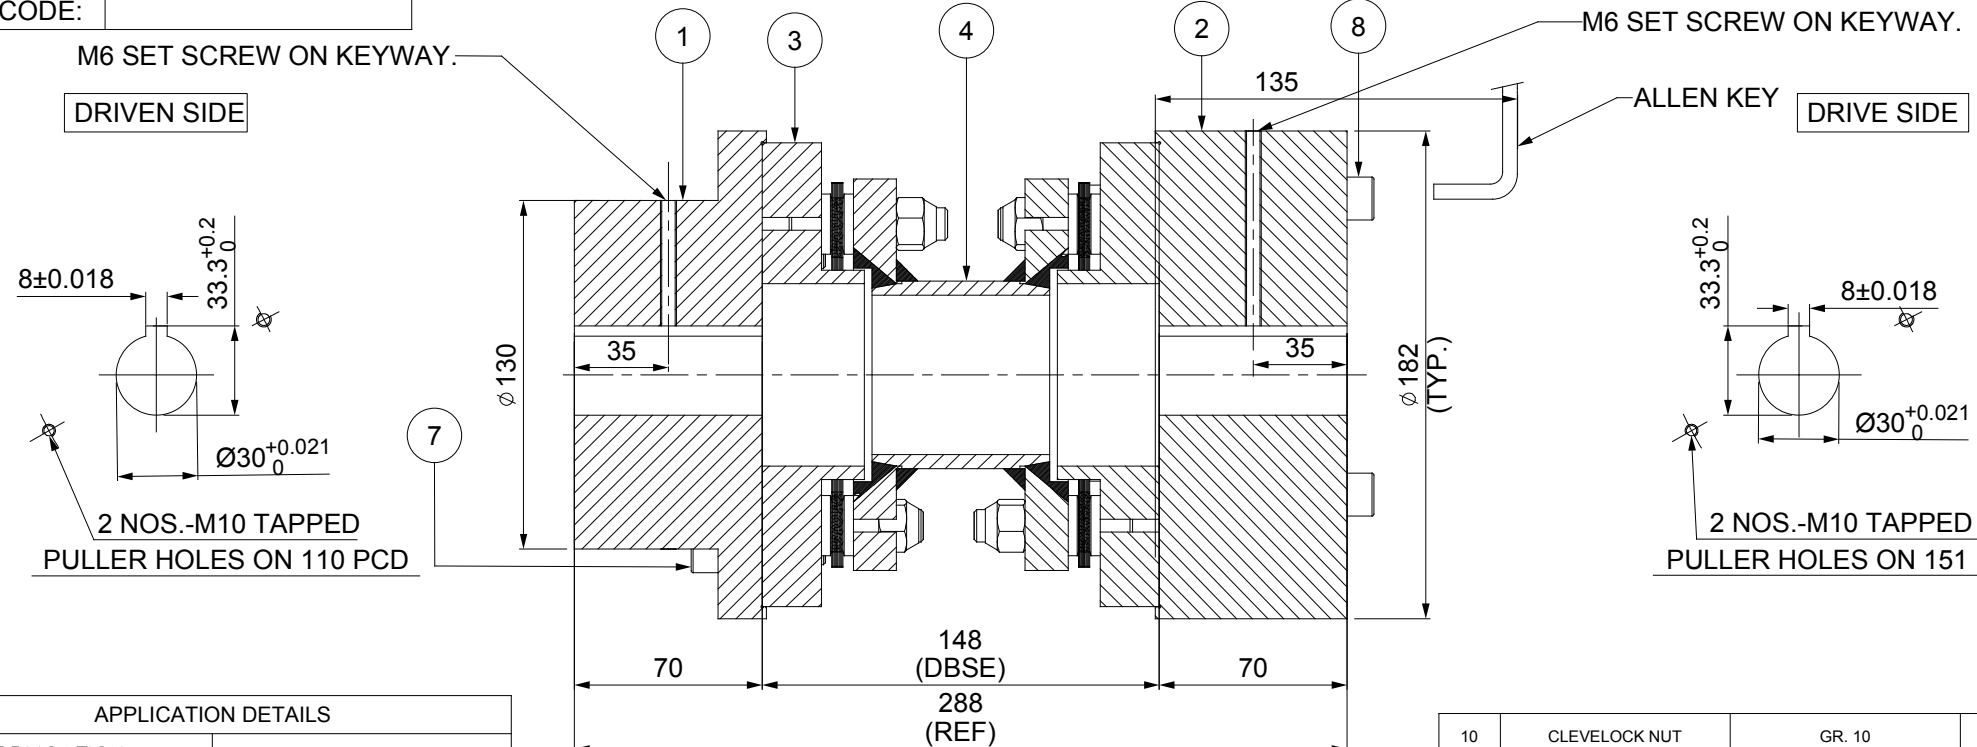 CODE:
M6 SET SCREW ON KEYWAY.
DRIVEN SIDE
1
3
4
2
8
M6 SET SCREW ON KEYWAY.
135
ALLEN KEY
DRIVE SIDE
8±0.018
33.3 +0.2 0
Ø30 +0.021 0
2 NOS.-M10 TAPPED
PULLER HOLES ON 110 PCD
7
⌀130
35
35
⌀182
(TYP.)
33.3 +0.2 0
8±0.018
Ø30 +0.021 0
2 NOS.-M10 TAPPED
PULLER HOLES ON 151
70
148
(DBSE)
70
288
(REF)
APPLICATION DETAILS
10 CLEVELOCK NUT GR. 10